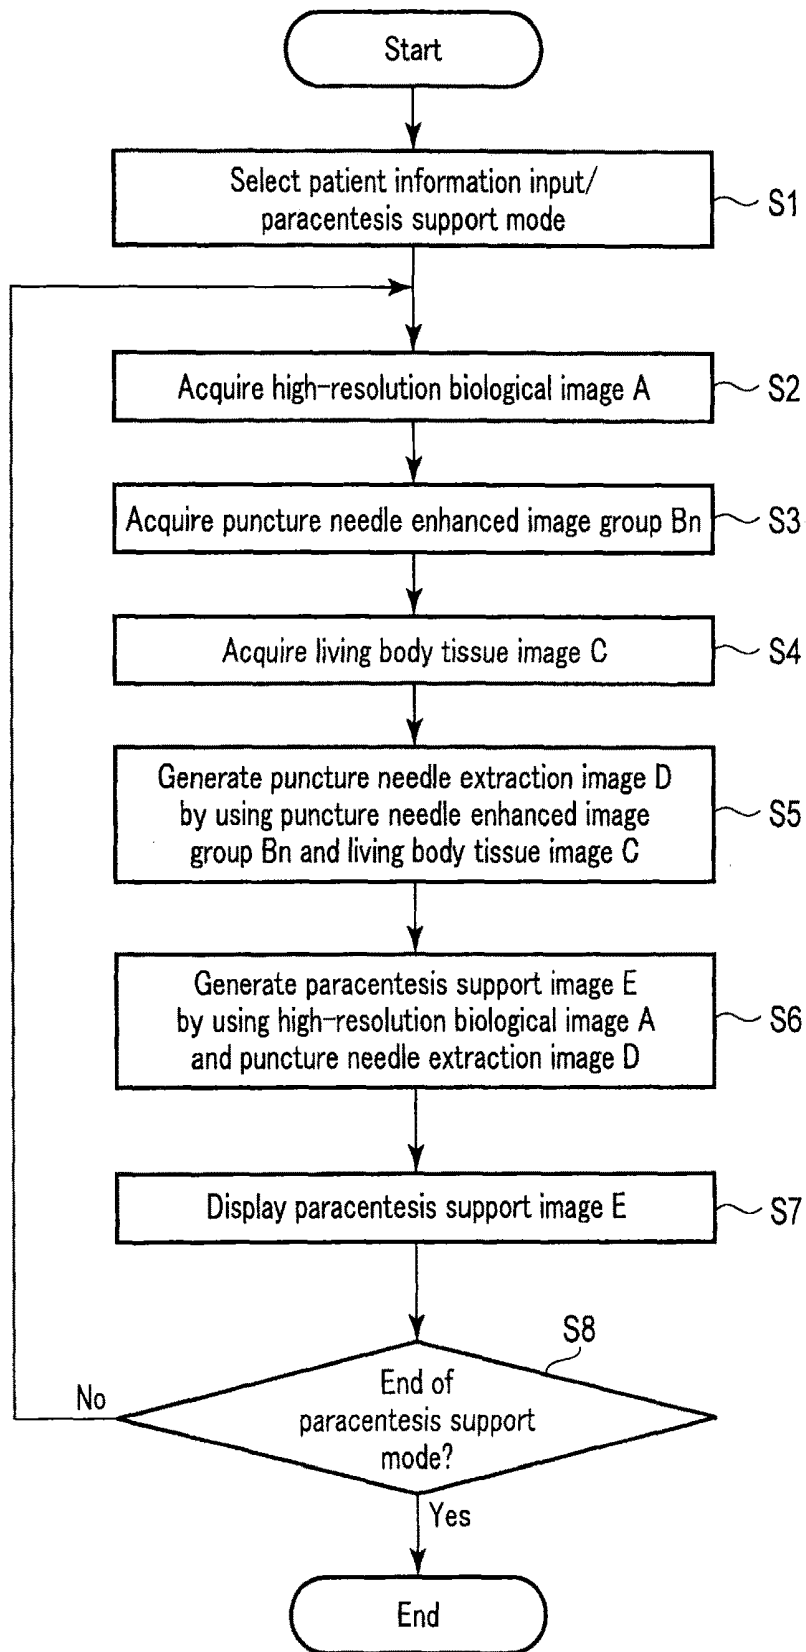 Start
Select patient information input/
paracentesis support mode
S1
Acquire high-resolution biological image A
S2
Acquire puncture needle enhanced image group Bn
S3
Acquire living body tissue image C
S4
Generate puncture needle extraction image D
by using puncture needle enhanced image
group Bn and living body tissue image C
S5
Generate paracentesis support image E
by using high-resolution biological image A
and puncture needle extraction image D
S6
Display paracentesis support image E
S7
S8
End of
paracentesis support
mode?
No
Yes
End